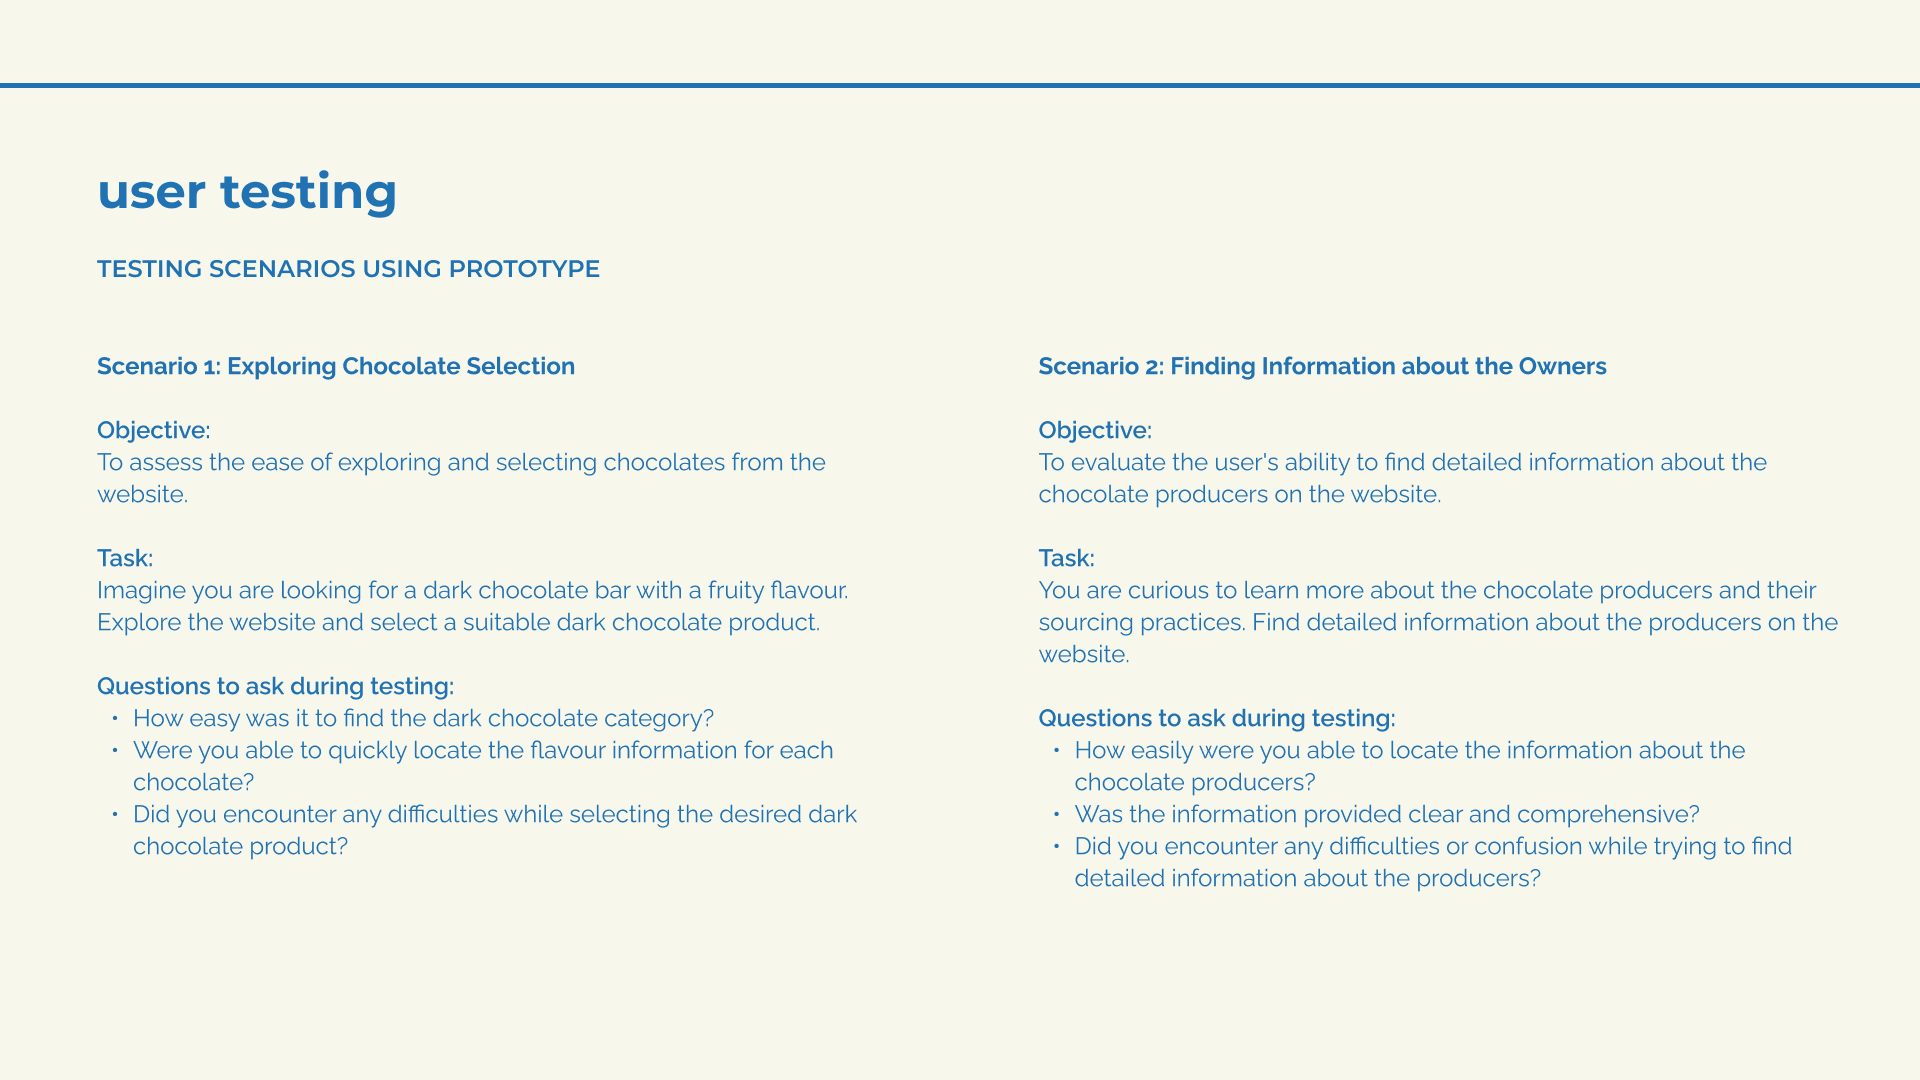 user testing
TESTING SCENARIOS USING PROTOTYPE
Scenario 1: Exploring Chocolate Selection
Objective:
To assess the ease of exploring and selecting chocolates from the
website.
Task:
Imagine you are looking for a dark chocolate bar with a fruity flavour.
Explore the website and select a suitable dark chocolate product.
Questions to ask during testing:
• How easy was it to find the dark chocolate category?
• Were you able to quickly locate the flavour information for each
chocolate?
• Did you encounter any difficulties while selecting the desired dark
chocolate product?
Scenario 2: Finding Information about the Owners
Objective:
To evaluate the user's ability to find detailed information about the
chocolate producers on the website.
Task:
You are curious to learn more about the chocolate producers and their
sourcing practices. Find detailed information about the producers on the
website.
Questions to ask during testing:
• How easily were you able to locate the information about the
chocolate producers?
• Was the information provided clear and comprehensive?
• Did you encounter any difficulties or confusion while trying to find
detailed information about the producers?